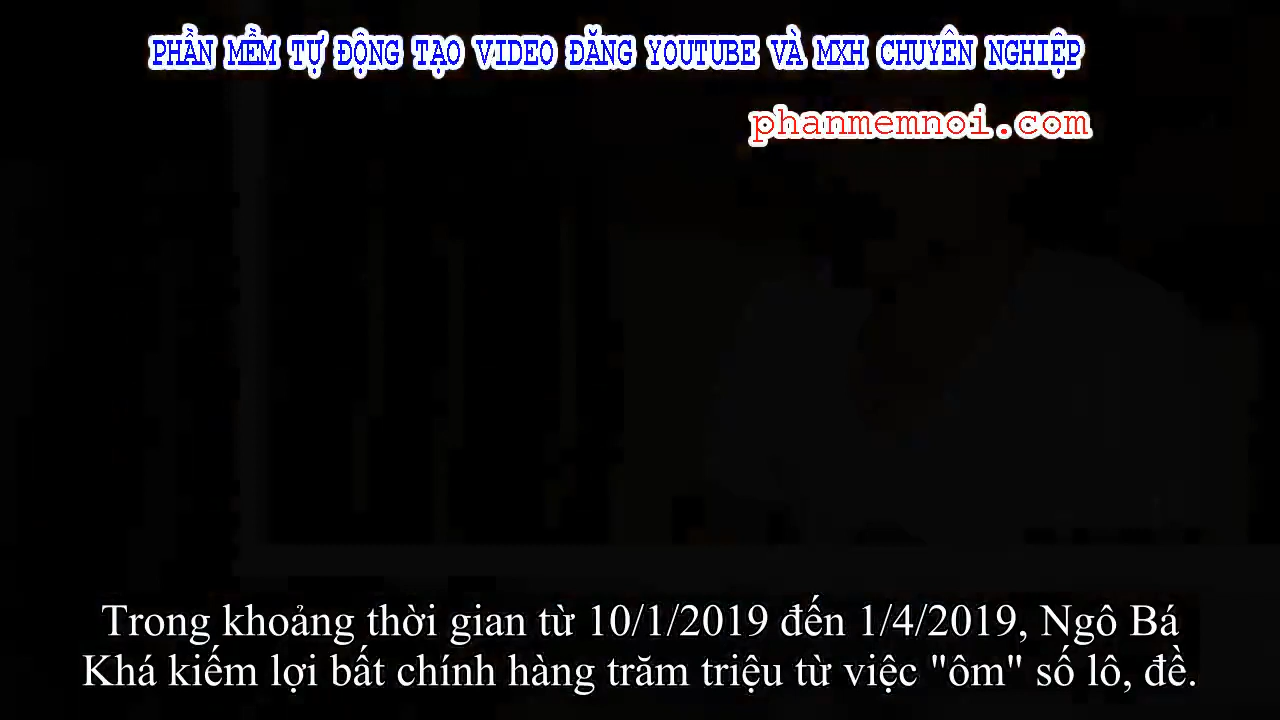 PHẦN MỀM TỰ ĐỘNG TẠO VIDEO ĐĂNG YOUTUBE VÀ MXH CHUYÊN NGHIỆP
phanmemnoi.com
Trong khoảng thời gian từ 10/1/2019 đến 1/4/2019, Ngô Bá
Khá kiếm lợi bất chính hàng trăm triệu từ việc "ôm" số lô, đề.